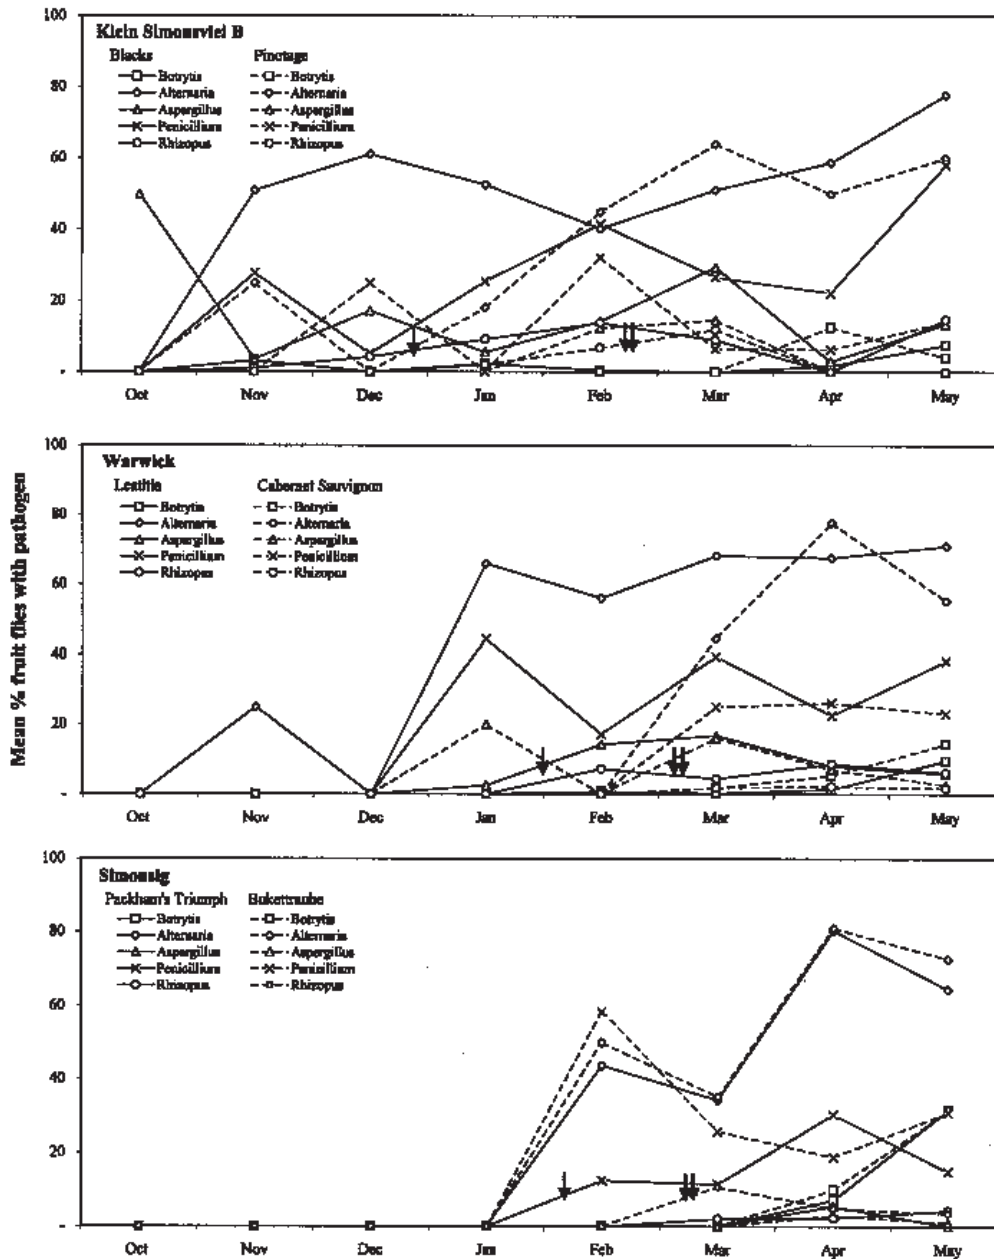 Mean % fruit flies with pathogen
100
80
60
40
20
-
Klein Simonsvlei B
Blacks Pinotage
Botrytis Botrytis
Alternaria Alternaria
Aspergillus Aspergillus
Penicillium Penicillium
Rhizopus Rhizopus
Oct Nov Dec Jan Feb Mar Apr May
100
80
60
40
20
-
Warwick
Laetitia Cabernet Sauvignon
Botrytis Botrytis
Alternaria Alternaria
Aspergillus Aspergillus
Penicillium Penicillium
Rhizopus Rhizopus
Oct Nov Dec Jan Feb Mar Apr May
100
80
60
40
20
-
Simonsig
Packham's Triumph Bukettraube
Botrytis Botrytis
Alternaria Alternaria
Aspergillus Aspergillus
Penicillium Penicillium
Rhizopus Rhizopus
Oct Nov Dec Jan Feb Mar Apr May